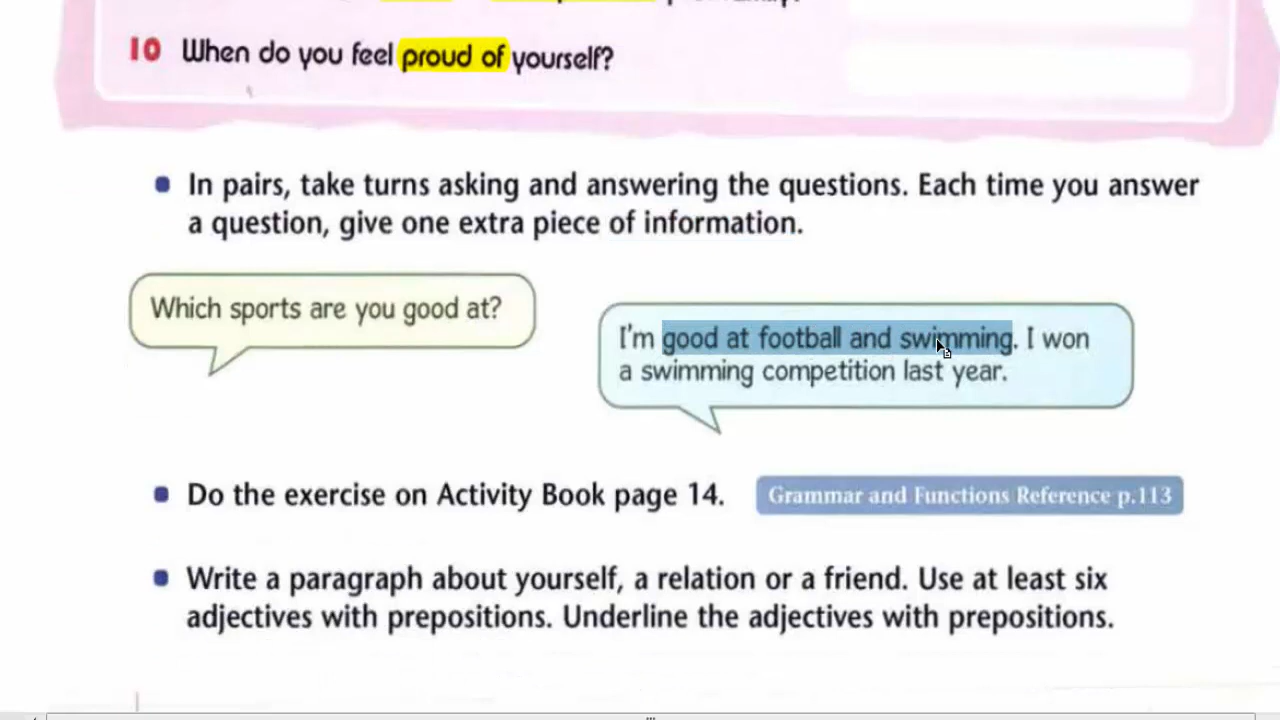 10 When do you feel proud of yourself?
In pairs, take turns asking and answering the questions. Each time you answer
a question, give one extra piece of information.
Which sports are you good at?
I'm good at football and swimming. I won
a swimming competition last year.
Do the exercise on Activity Book page 14.
Grammar and Functions Reference p.113
Write a paragraph about yourself, a relation or a friend. Use at least six
adjectives with prepositions. Underline the adjectives with prepositions.